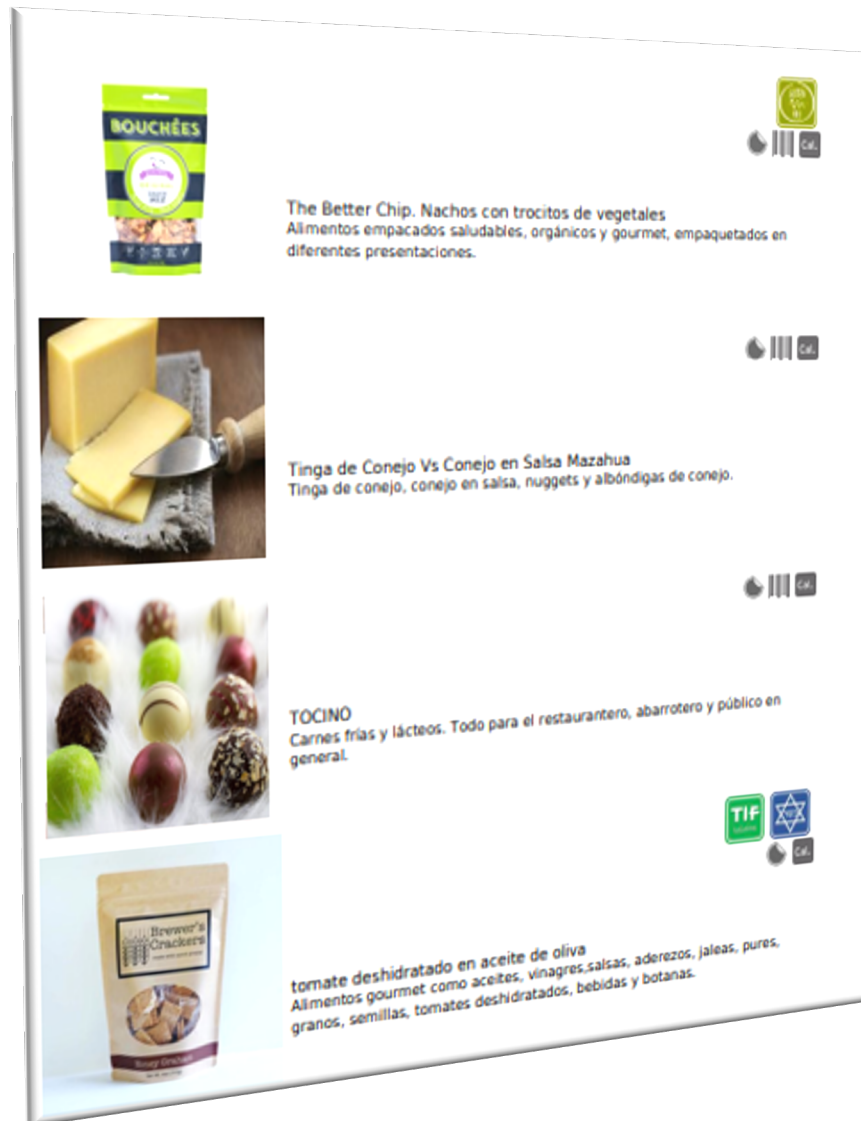 BOUCHÉES
Cal.
The Better Chip. Nachos con trocitos de vegetales
Alimentos empacados saludables, orgánicos y gourmet, empaquetados en
diferentes presentaciones.
Cal.
Tinga de Conejo Vs Conejo en Salsa Mazahua
Tinga de conejo, conejo en salsa, nuggets y albóndigas de conejo.
Cal.
TOCINO
Carnes frías y lácteos. Todo para el restaurantero, abarrotero y público en
general.
TIF
Cal.
Brewer's
Crackers
Honey Graham
tomate deshidratado en aceite de oliva
Alimentos gourmet como aceites, vinagres,salsas, aderezos, jaleas, pures,
granos, semillas, tomates deshidratados, bebidas y botanas.